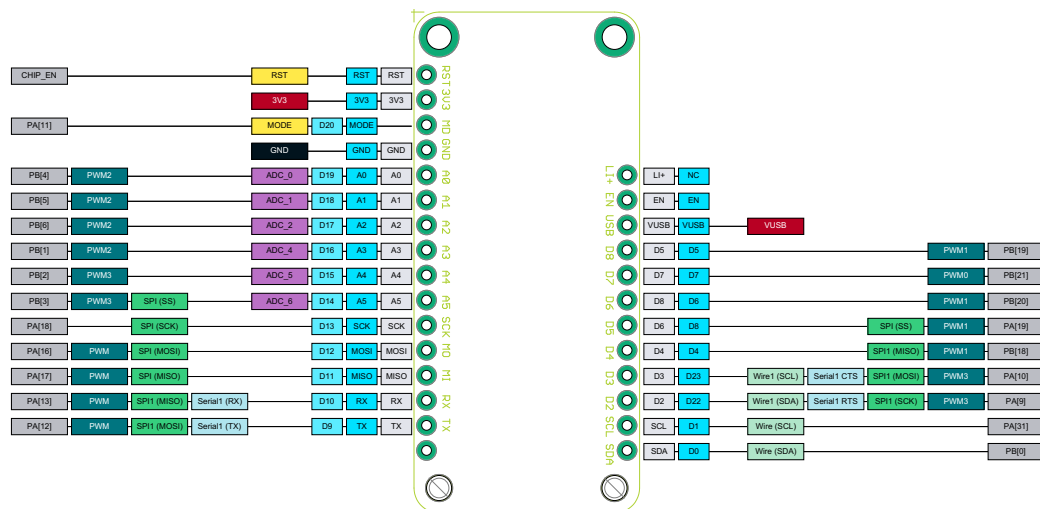 CHIP_EN RST RST RST RST
3V3 3V3 3V3 3V3
PA[11] MODE D20 MODE MD
GND GND GND GND
PB[4] PWM2 ADC_0 D19 A0 A0 A0 LI+ LI+ NC
PB[5] PWM2 ADC_1 D18 A1 A1 A1 EN EN EN
PB[6] PWM2 ADC_2 D17 A2 A2 A2 USB VUSB VUSB VUSB
PB[1] PWM2 ADC_4 D16 A3 A3 A3 D8 D5 D5 PWM1 PB[19]
PB[2] PWM3 ADC_5 D15 A4 A4 A4 D7 D7 D7 PWM0 PB[21]
PB[3] PWM3 SPI (SS) ADC_6 D14 A5 A5 A5 D6 D8 D6 PWM1 PB[20]
PA[18] SPI (SCK) D13 SCK SCK SCK D5 D6 D8 SPI (SS) PWM1 PA[19]
PA[16] PWM SPI (MOSI) D12 MOSI MOSI MO D4 D4 D4 SPI1 (MISO) PWM1 PB[18]
PA[17] PWM SPI (MISO) D11 MISO MISO MI D3 D3 D23 Wire1 (SCL) Serial1 CTS SPI1 (MOSI) PWM3 PA[10]
PA[13] PWM SPI1 (MISO) Serial1 (RX) D10 RX RX RX D2 D2 D22 Wire1 (SDA) Serial1 RTS SPI1 (SCK) PWM3 PA[9]
PA[12] PWM SPI1 (MOSI) Serial1 (TX) D9 TX TX TX SCL SCL D1 Wire (SCL) PA[31]
SDA SDA D0 Wire (SDA) PB[0]